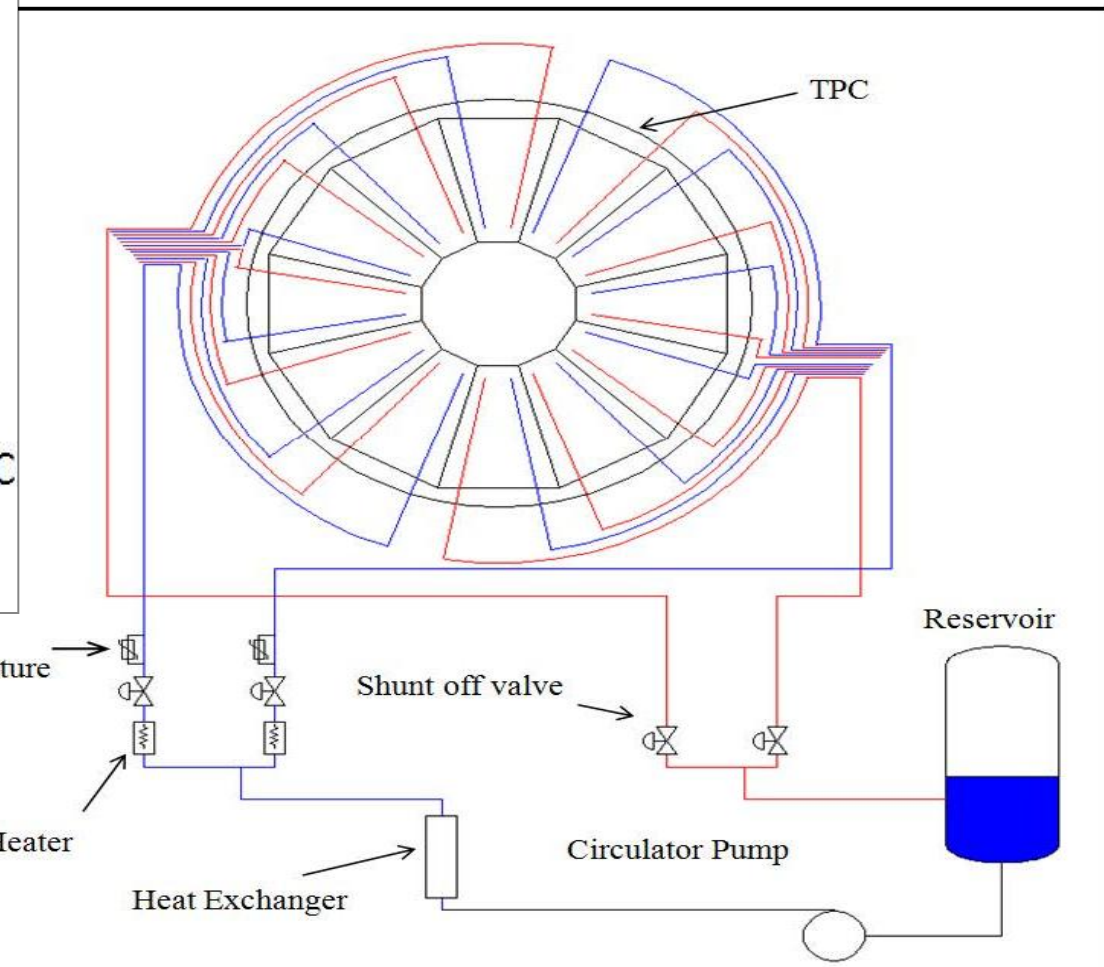 TPC
C
Reservoir
ture
Shunt off valve
Heater
Circulator Pump
Heat Exchanger